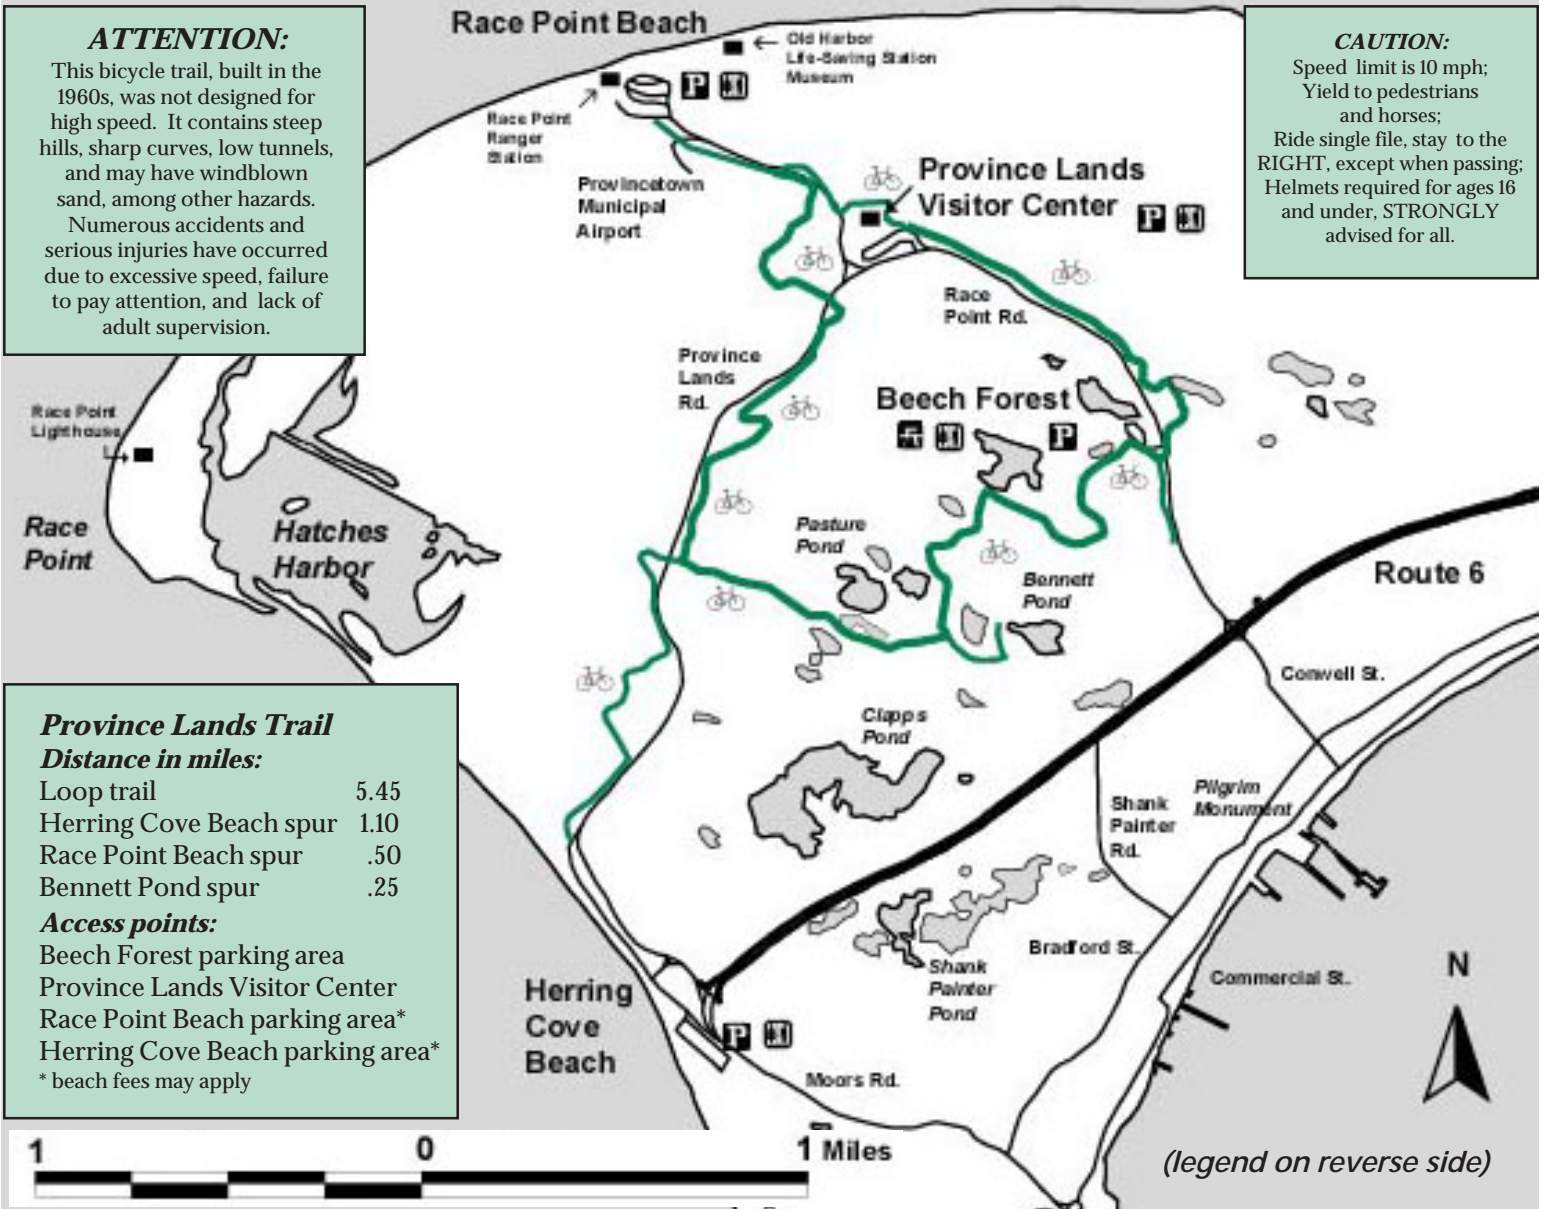 ATTENTION:
This bicycle trail, built in the
1960s, was not designed for
high speed. It contains steep
hills, sharp curves, low tunnels,
and may have windblown
sand, among other hazards.
Numerous accidents and
serious injuries have occurred
due to excessive speed, failure
to pay attention, and lack of
adult supervision.
Race Point Beach
Old Harbor
Life-Saving Station
Museum
P
Race Point
Ranger
Station
Provincetown
Municipal
Airport
Province Lands
Visitor Center
P
CAUTION:
Speed limit is 10 mph;
Yield to pedestrians
and horses;
Ride single file, stay to the
RIGHT, except when passing;
Helmets required for ages 16
and under, STRONGLY
advised for all.
Race
Point Rd.
Province
Lands
Rd.
Beech Forest
P
Race Point
Lighthouse
Race
Point
Hatches
Harbor
Pasture
Pond
Bennett
Pond
Route 6
Conwell St.
Clapps
Pond
Pilgrim
Monument
Shank
Painter
Rd.
Bradford St.
Commercial St.
Shank
Painter
Pond
Herring
Cove
Beach
P
Moors Rd.
N
Province Lands Trail
Distance in miles:
Loop trail 5.45
Herring Cove Beach spur 1.10
Race Point Beach spur .50
Bennett Pond spur .25
Access points:
Beech Forest parking area
Province Lands Visitor Center
Race Point Beach parking area*
Herring Cove Beach parking area*
* beach fees may apply
1 0 1 Miles
(legend on reverse side)